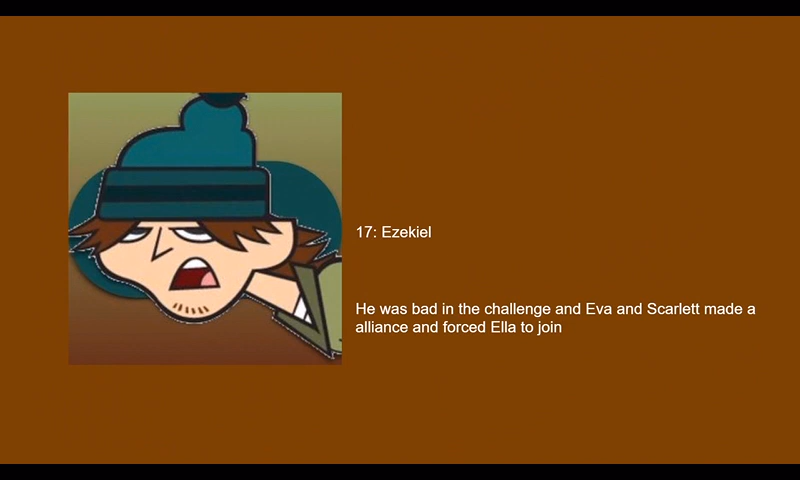 17: Ezekiel
He was bad in the challenge and Eva and Scarlett made a
alliance and forced Ella to join